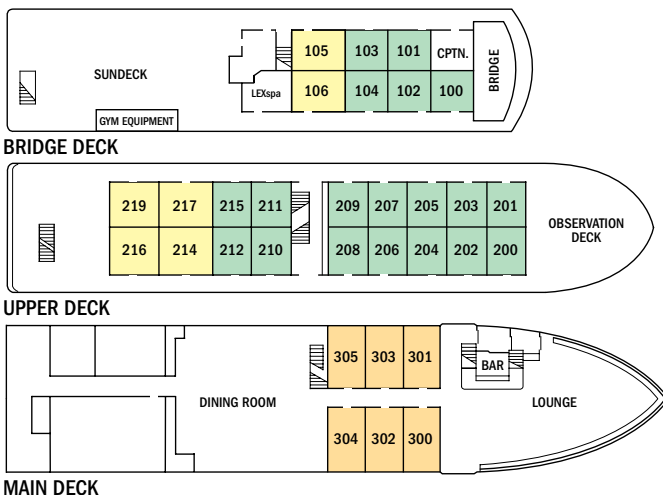 105 103 101 CPTN.
SUNDECK
BRIDGE
LEXspa 106 104 102 100
GYM EQUIPMENT
BRIDGE DECK
219 217 215 211 209 207 205 203 201
OBSERVATION
DECK
216 214 212 210 208 206 204 202 200
UPPER DECK
305 303 301
BAR
DINING ROOM
LOUNGE
304 302 300
MAIN DECK